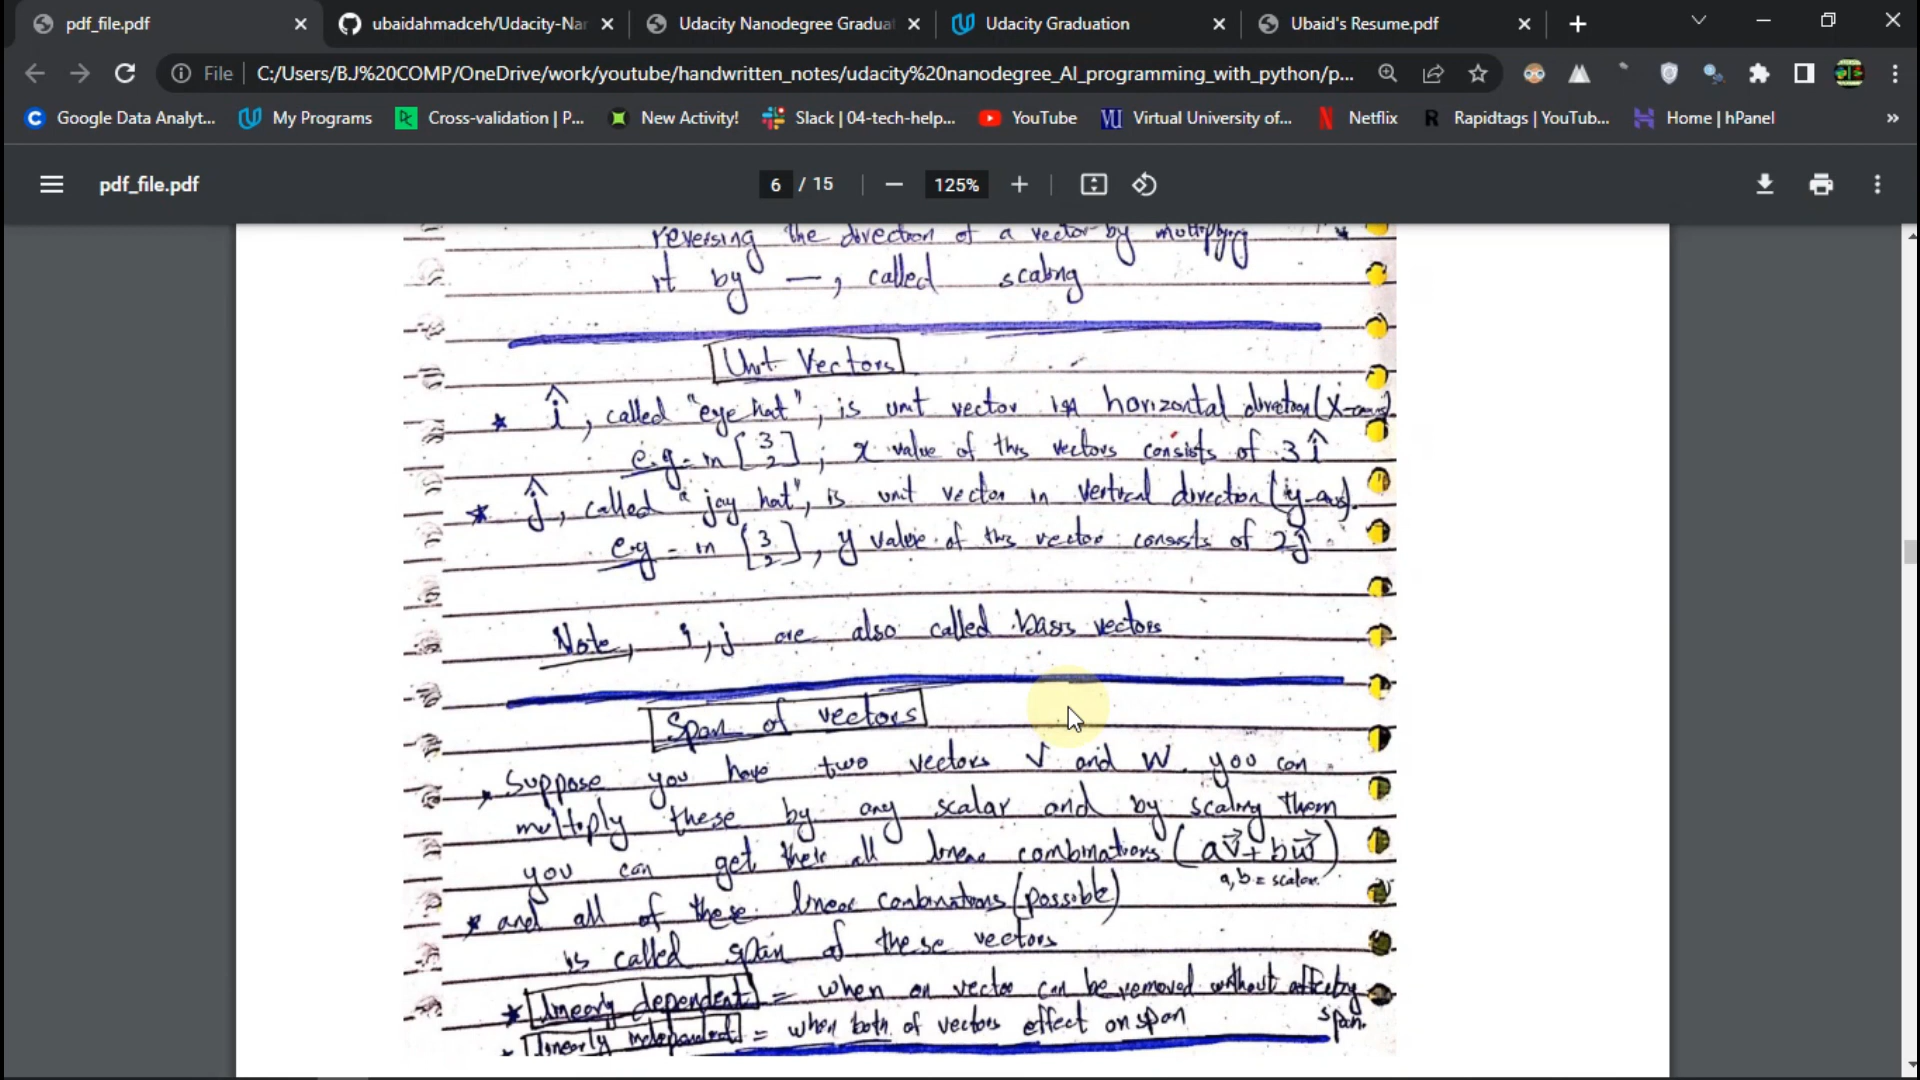 pdf_file.pdf
ubaidahmadceh/Udacity-Nar
Udacity Nanodegree Gradua
Udacity Graduation
Ubaid's Resume.pdf
File C:/Users/BJ%20COMP/OneDrive/work/youtube/handwritten_notes/udacity%20nanodegree_AI_programming_with_python/p...
Google Data Analyt... My Programs Cross-validation | P... New Activity! Slack | 04-tech-help... YouTube Virtual University of... Netflix Rapidtags | YouTub... Home | hPanel »
pdf_file.pdf 6 / 15 125%
reversing the direction of a vector by multiplying
it by —, called scaling
Unit Vectors
* î, called "eye hat", is unit vector in horizontal direction (x-axis)
e.g - in [3 2]; x value of this vectors consists of 3 î
* ĵ, called "jay hat", is unit vector in vertical direction (y-axis).
e.g - in [3 2], y value of this vector consists of 2ĵ
Note, i, j are also called basis vectors
Span of vectors
* Suppose you have two vectors V and W. you can
multiply these by any scalar and by scaling them
you can get their all linear combinations (av⃗ + bw⃗)
a,b = scalar.
* and all of these linear combinations (possible)
is called span of these vectors
* linearly dependent = when on vector can be removed without affecting
span.
* linearly independent = when both of vectors effect on span